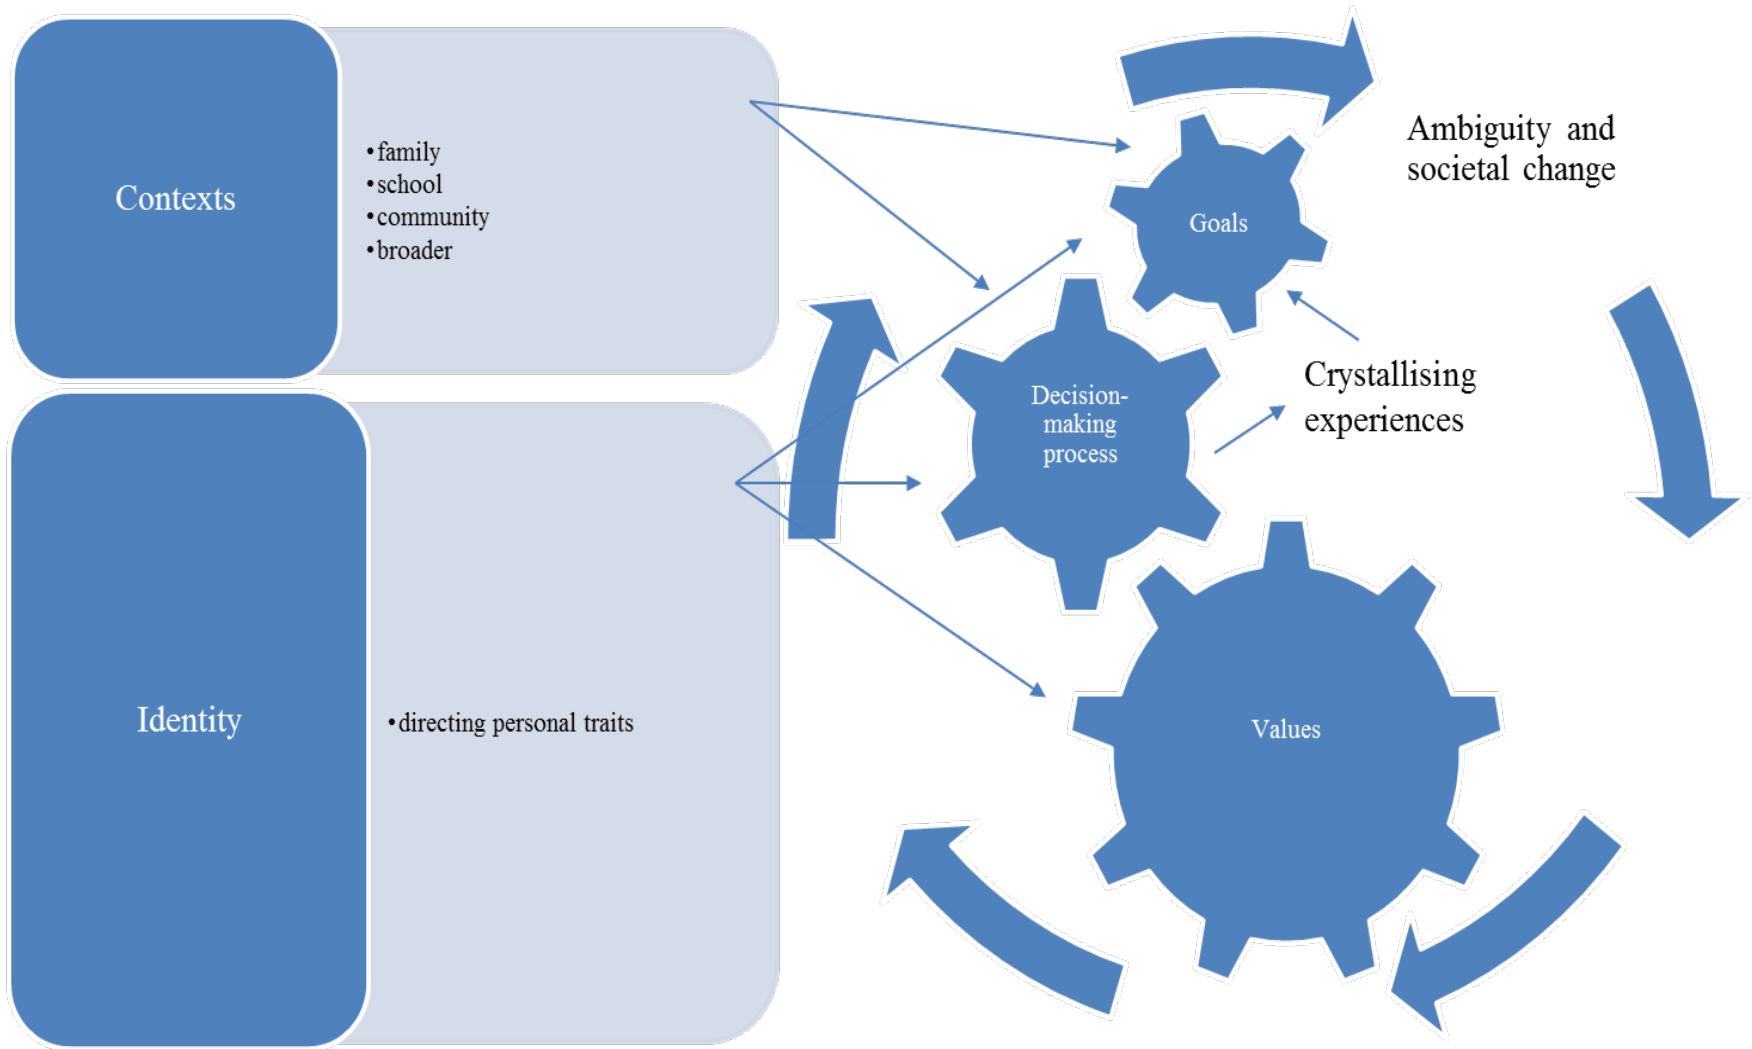 Contexts
•family
•school
•community
•broader
Identity
•directing personal traits
Ambiguity and
societal change
Goals
Crystallising
experiences
Decision-
making
process
Values